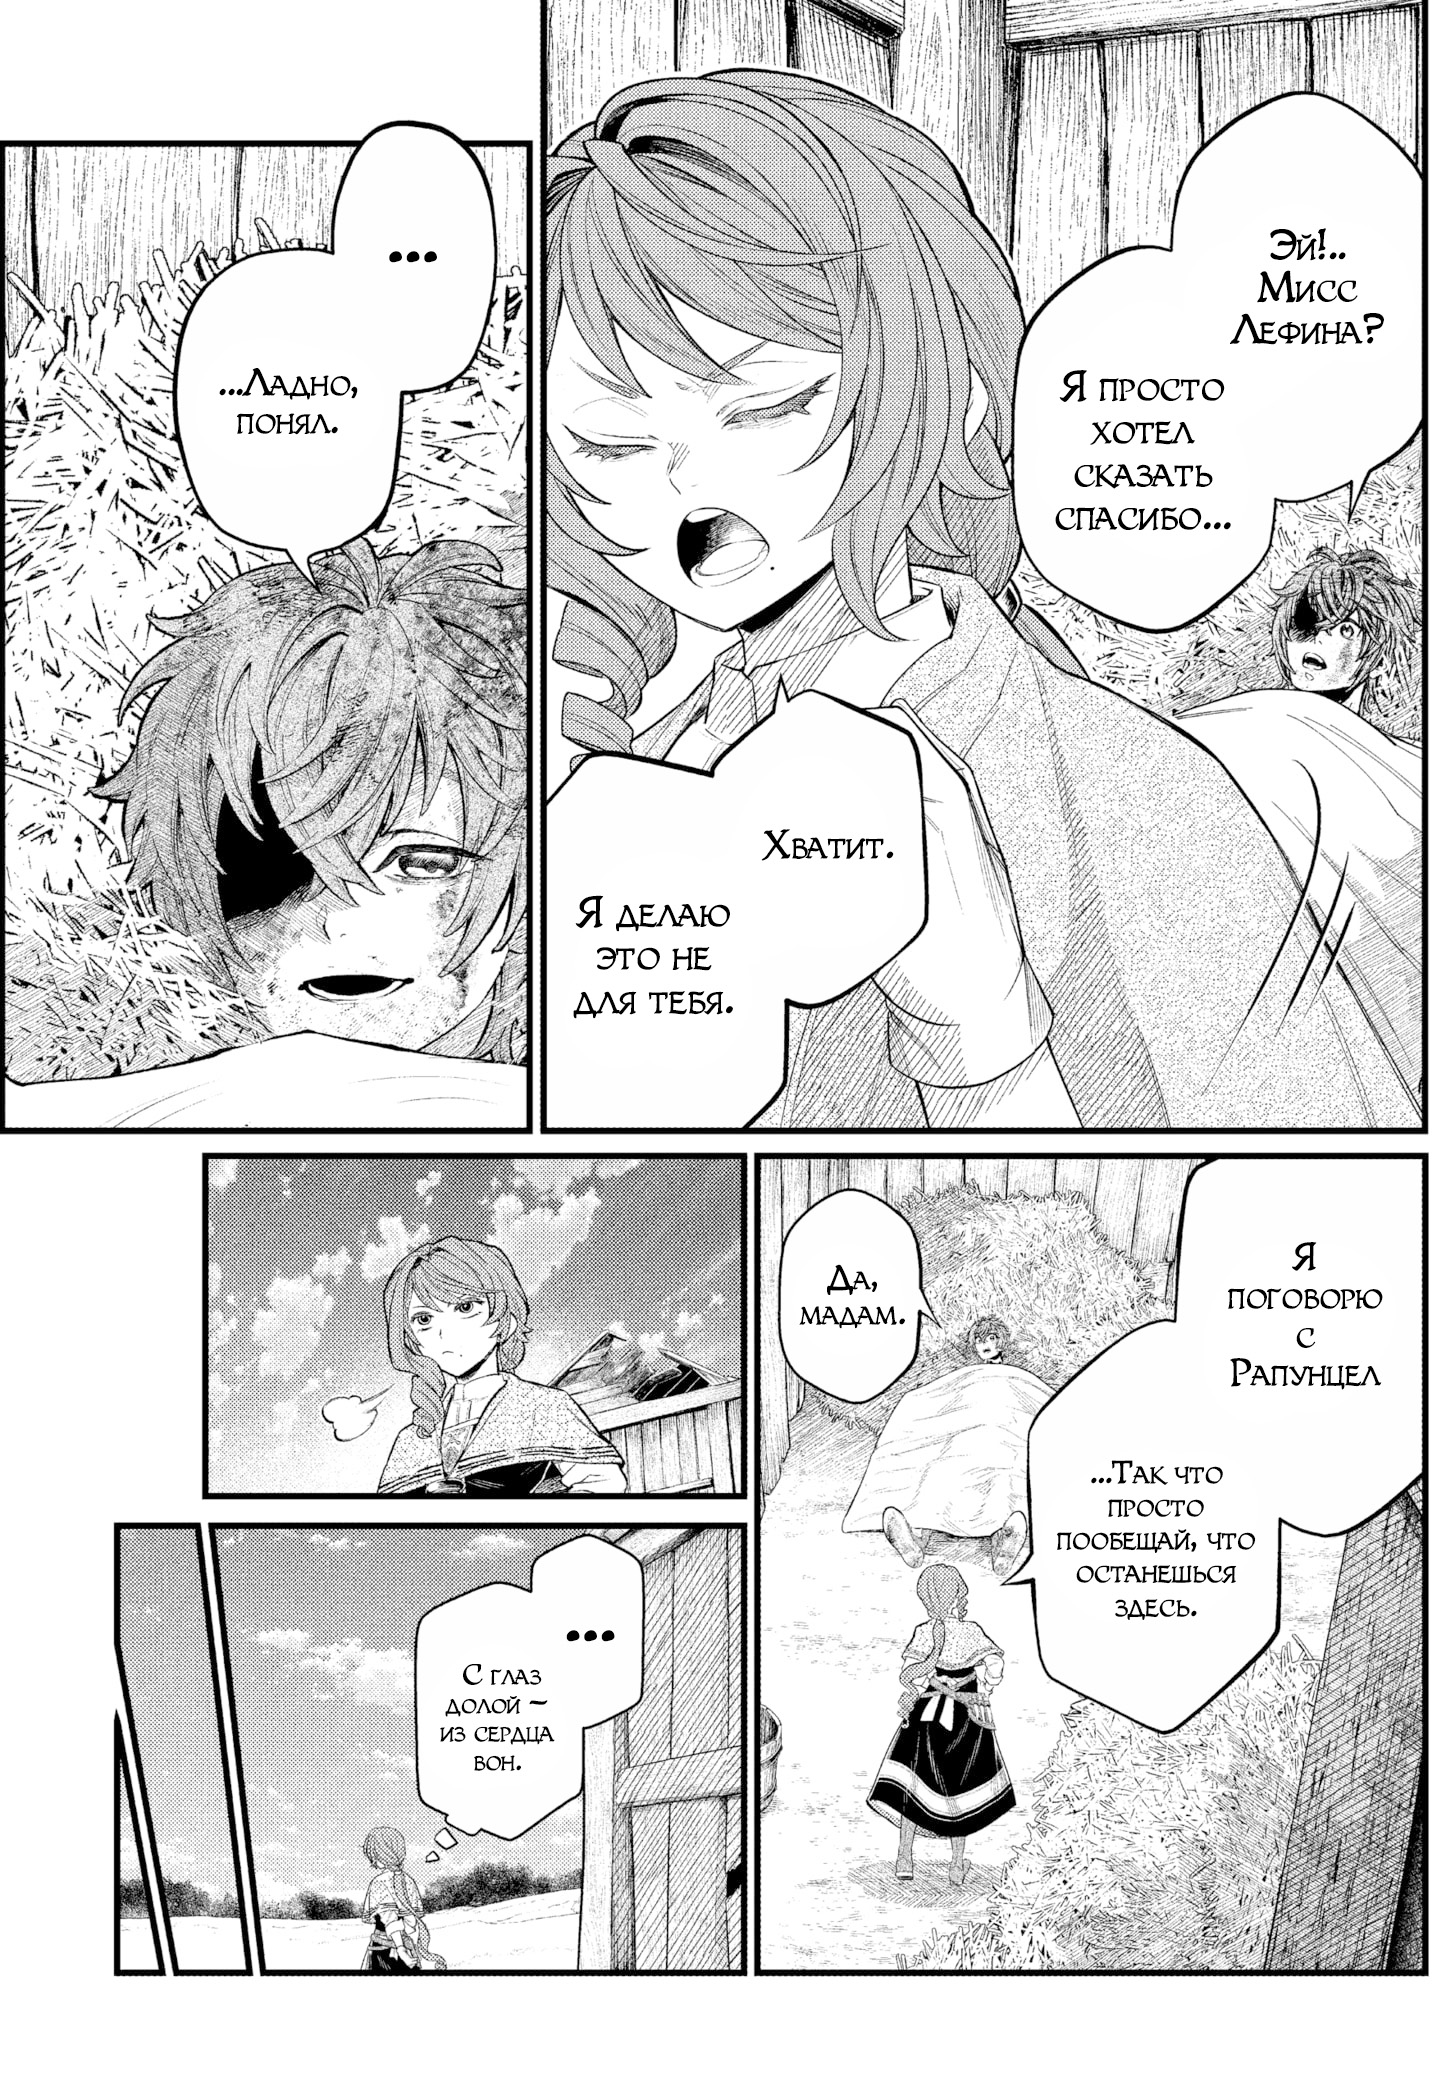 Эй!..
Мисс
Лефина?
Я просто
хотел
сказать
спасибо...
Хватит.
Я делаю
это не
для тебя.
...
...Ладно,
понял.
Я
поговорю
с
Рапунцел
...Так что
просто
пообещай, что
останешься
здесь.
Да,
мадам.
...
С глаз
долой –
из сердца
вон.